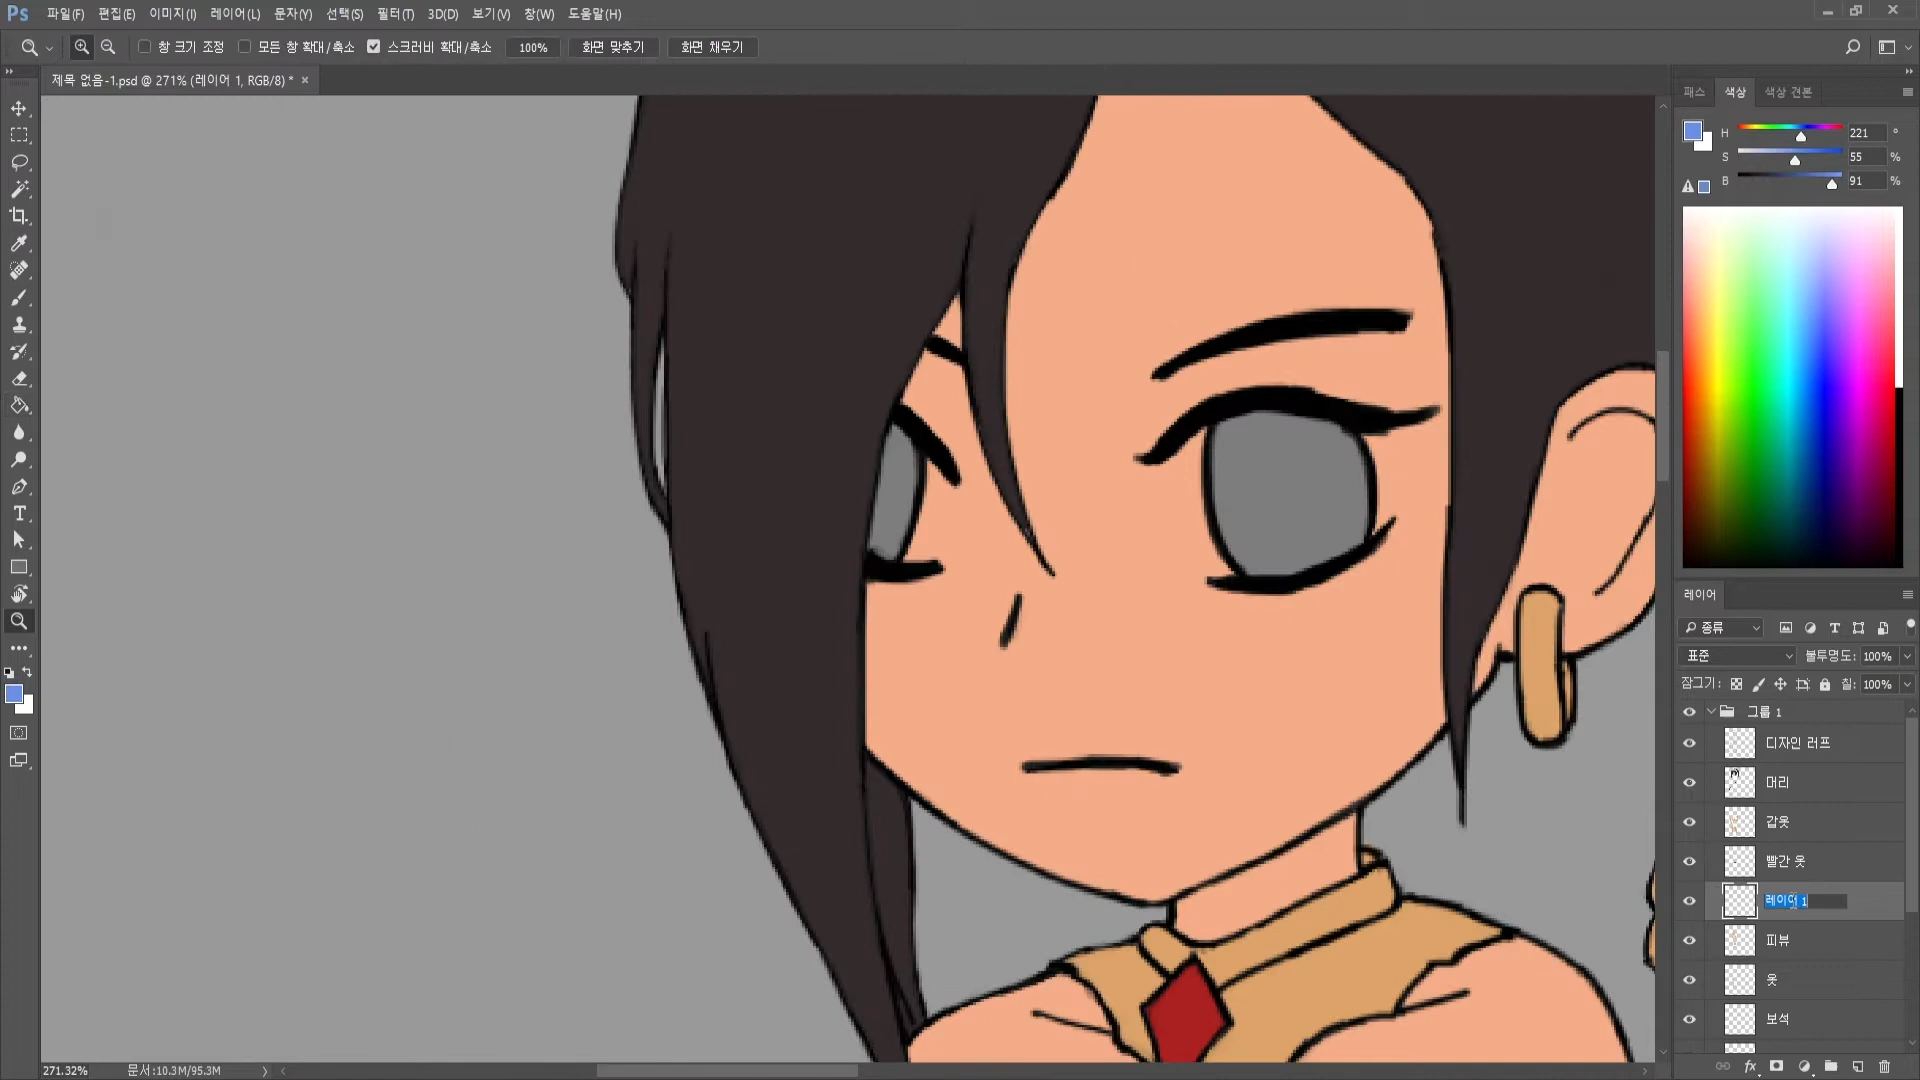 Ps 파일(F) 편집(E) 이미지(I) 레이어(L) 문자(Y) 선택(S) 필터(T) 3D(D) 보기(V) 창(W) 도움말(H)
창 크기 조정 모든 창 확대/축소 스크러비 확대/축소 100% 화면 맞추기 화면 채우기
제목 없음-1.psd @ 271% (레이어 1, RGB/8) * ×
패스 색상 색상 견본
H 221 °
S 55 %
B 91 %
레이어
종류
표준 불투명도: 100%
잠그기: 칠: 100%
그룹 1
디자인 러프
머리
갑옷
빨간 옷
레이어 1
피뷰
옷
보석
271.32% 문서:10.3M/95.3M